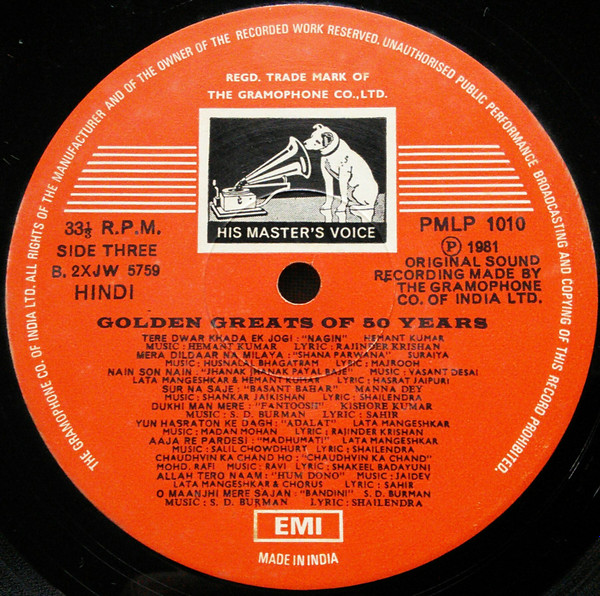 THE GRAMOPHONE CO. OF INDIA LTD. ALL RIGHTS OF THE MANUFACTURER AND OF THE OWNER OF THE RECORDED WORK RESERVED. UNAUTHORISED PUBLIC PERFORMANCE BROADCASTING AND COPYING OF THIS RECORD PROHIBITED.
REGD. TRADE MARK OF
THE GRAMOPHONE CO., LTD.
HIS MASTER'S VOICE
33⅓ R.P.M.
SIDE THREE
B. 2XJW 5759
HINDI
PMLP 1010
Ⓟ 1981
ORIGINAL SOUND
RECORDING MADE BY
THE GRAMOPHONE
CO. OF INDIA LTD.
GOLDEN GREATS OF 50 YEARS
TERE DWAR KHADA EK JOGI : "NAGIN" HEMANT KUMAR
MUSIC : HEMANT KUMAR LYRIC : RAJINDER KRISHAN
MERA DILDAAR NA MILAYA : "SHANA PARWANA" SURAIYA
MUSIC : HUSNALAL BHAGATRAM LYRIC : MAJROOH
NAIN SON NAIN : "JHANAK JHANAK PAYAL BAJE" MUSIC : VASANT DESAI
LATA MANGESHKAR & HEMANT KUMAR LYRIC : HASRAT JAIPURI
SUR NA SAJE : "BASANT BAHAR" MANNA DEY
MUSIC : SHANKAR JAIKISHAN LYRIC : SHAILENDRA
DUKHI MAN MERE : "FANTOOSH" KISHORE KUMAR
MUSIC : S. D. BURMAN LYRIC : SAHIR
YUN HASRATON KE DAGH : "ADALAT" LATA MANGESHKAR
MUSIC : MADAN MOHAN LYRIC : RAJINDER KRISHAN
AAJA RE PARDESI : "MADHUMATI" LATA MANGESHKAR
MUSIC : SALIL CHOWDHURY LYRIC : SHAILENDRA
CHAUDHVIN KA CHAND HO : "CHAUDHVIN KA CHAND"
MOHD. RAFI MUSIC : RAVI LYRIC : SHAKEEL BADAYUNI
ALLAH TERO NAAM : "HUM DONO" MUSIC : JAIDEV
LATA MANGESHKAR & CHORUS LYRIC : SAHIR
O MAANJHI MERE SAJAN : "BANDINI" S. D. BURMAN
MUSIC : S. D. BURMAN LYRIC : SHAILENDRA
EMI
MADE IN INDIA